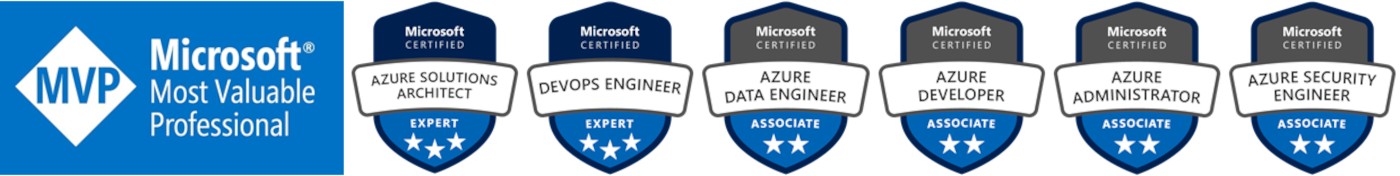 MVP
Microsoft®
Most Valuable
Professional
Microsoft
CERTIFIED
AZURE SOLUTIONS
ARCHITECT
EXPERT
Microsoft
CERTIFIED
DEVOPS ENGINEER
EXPERT
Microsoft
CERTIFIED
AZURE
DATA ENGINEER
ASSOCIATE
Microsoft
CERTIFIED
AZURE
DEVELOPER
ASSOCIATE
Microsoft
CERTIFIED
AZURE
ADMINISTRATOR
ASSOCIATE
Microsoft
CERTIFIED
AZURE SECURITY
ENGINEER
ASSOCIATE